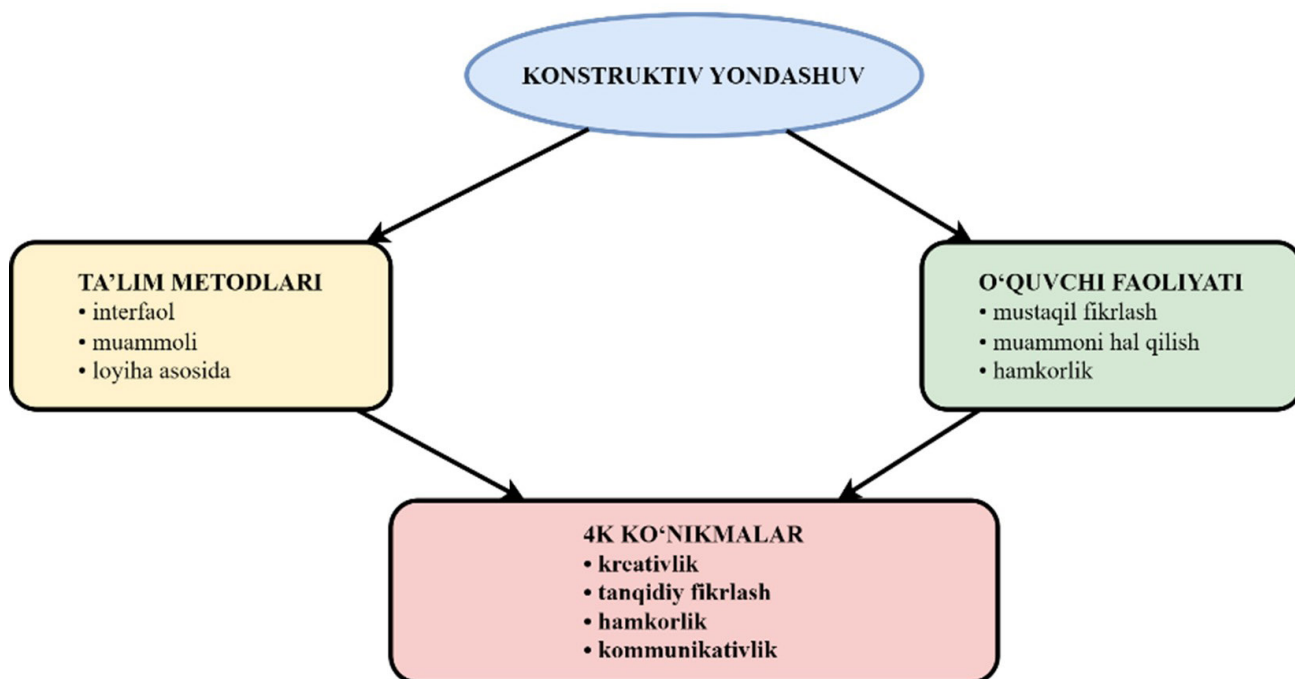 KONSTRUKTIV YONDASHUV
TA’LIM METODLARI
• interfaol
• muammoli
• loyiha asosida
O‘QUVCHI FAOLIYATI
• mustaqil fikrlash
• muammoni hal qilish
• hamkorlik
4K KO‘NIKMALAR
• kreativlik
• tanqidiy fikrlash
• hamkorlik
• kommunikativlik